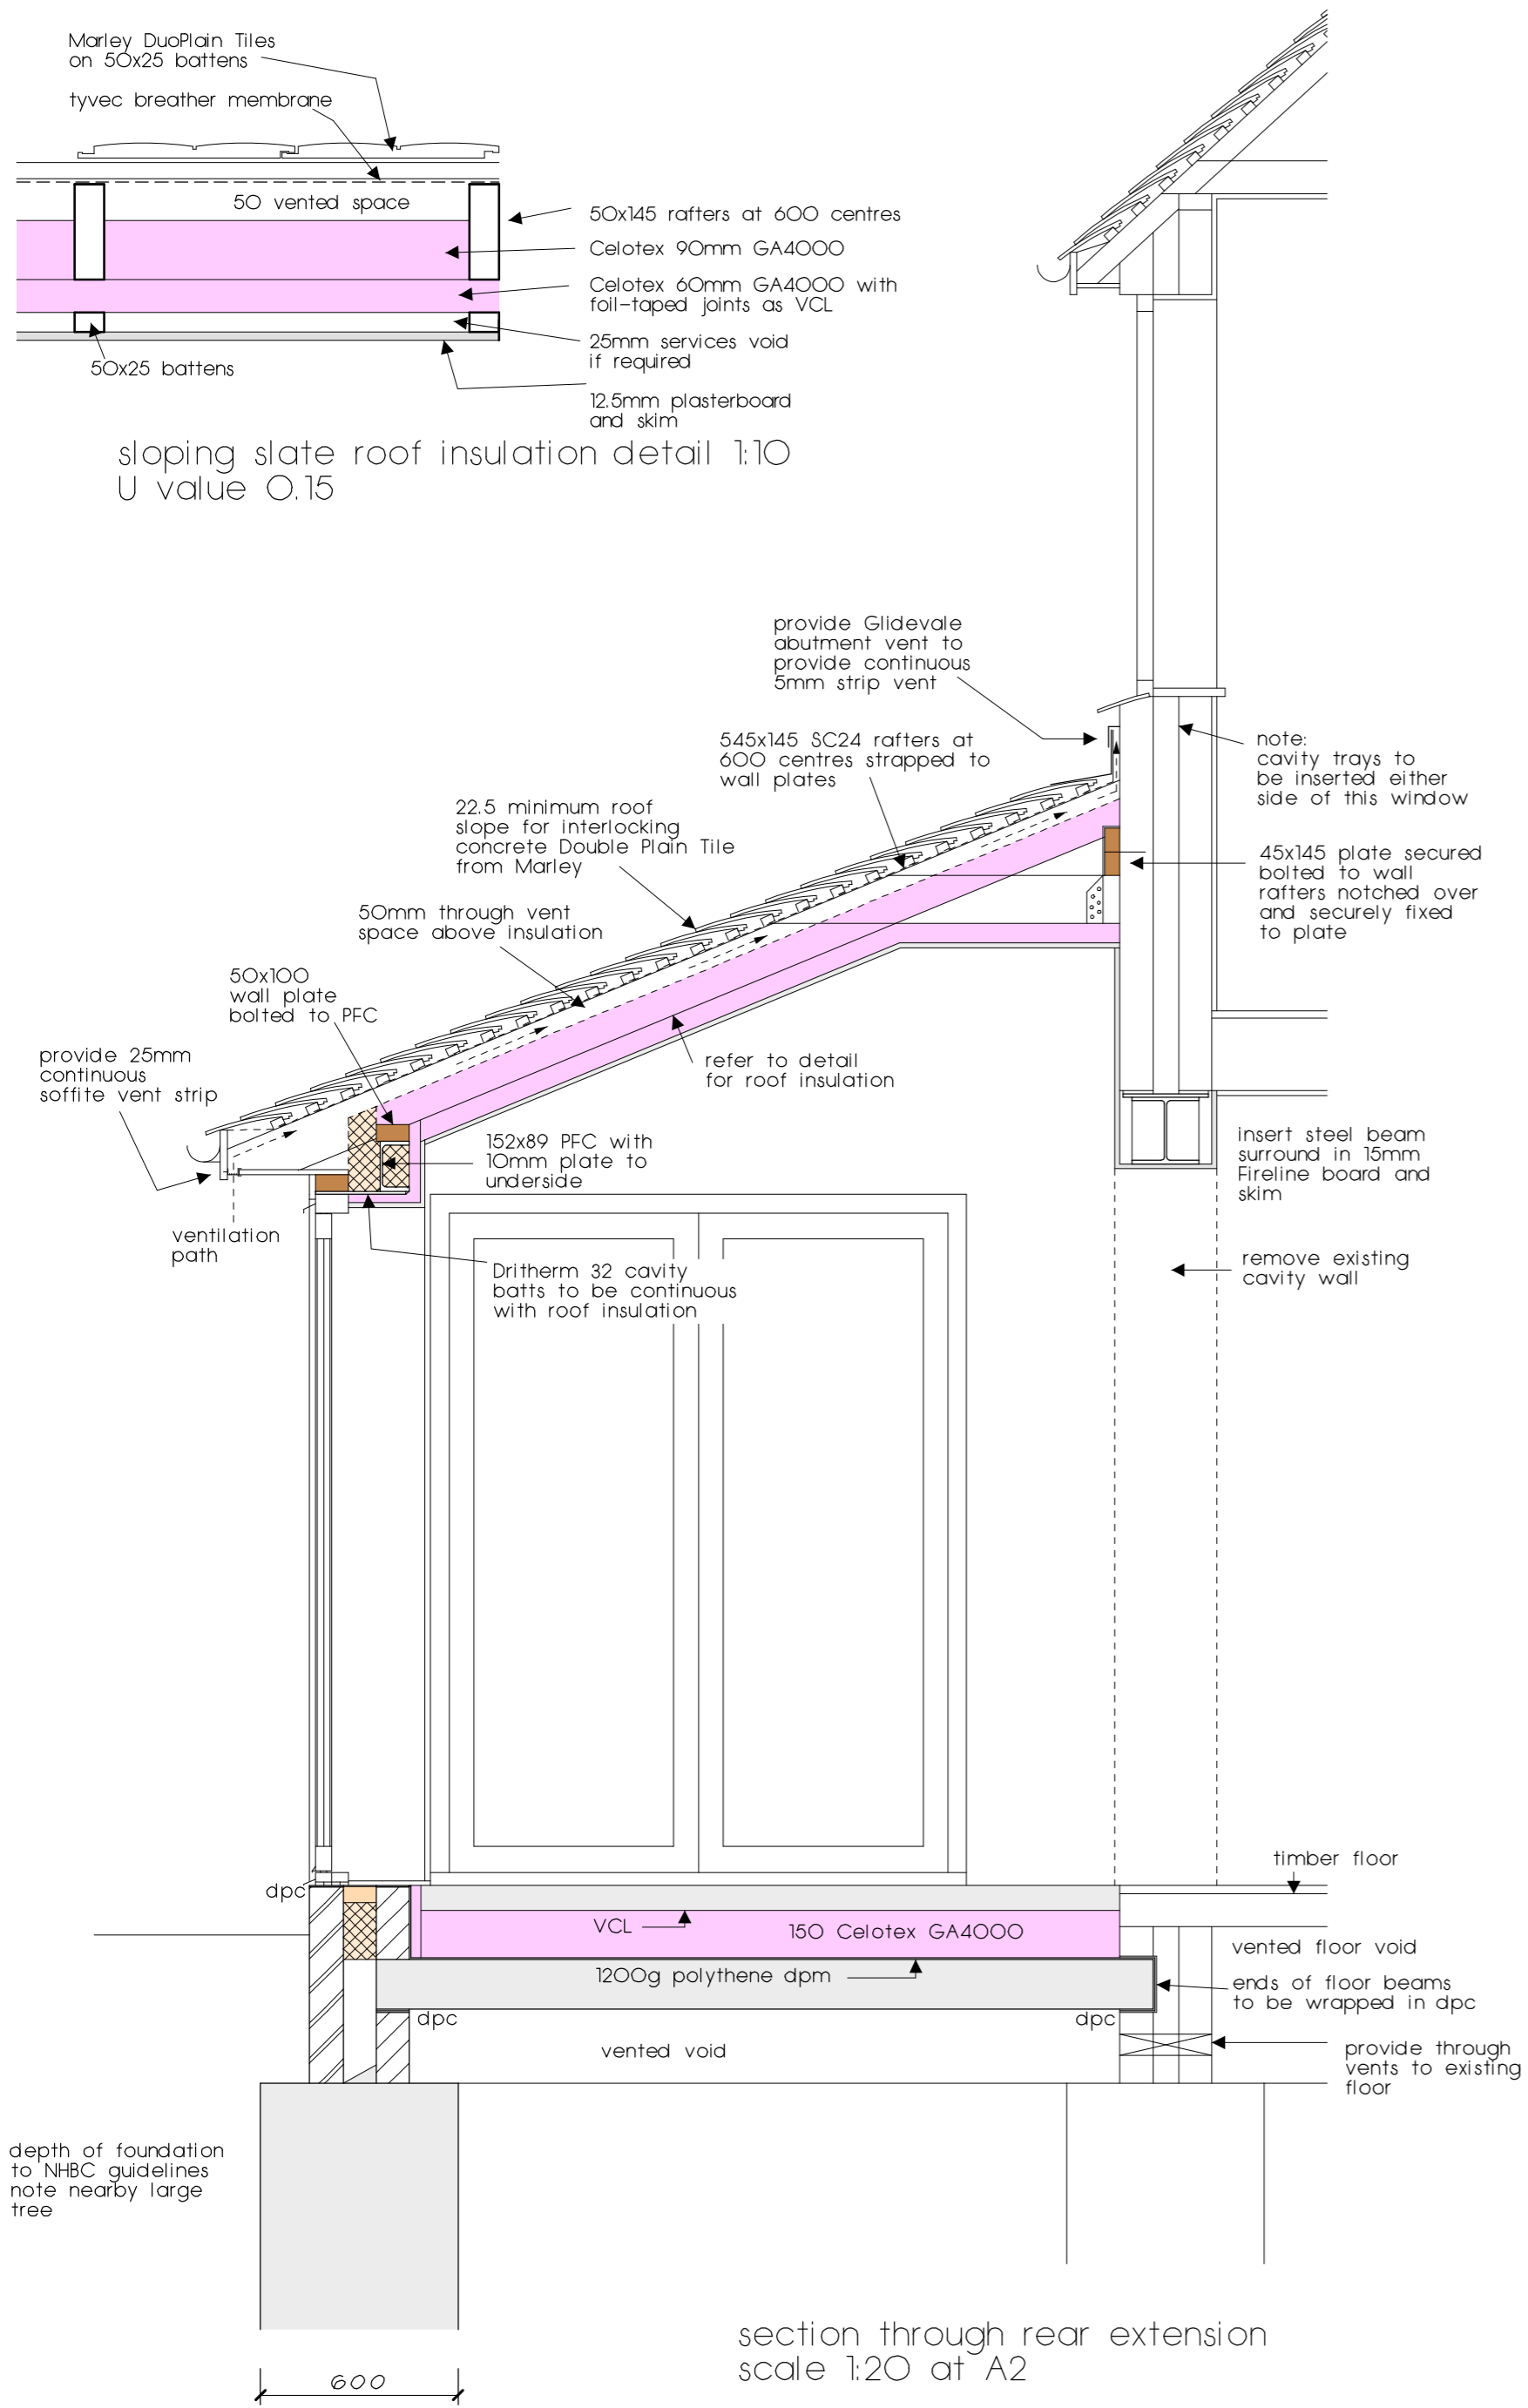 Marley DuoPlain Tiles
on 50x25 battens
tyvec breather membrane
50 vented space
50x145 rafters at 600 centres
Celotex 90mm GA4000
Celotex 60mm GA4000 with
foil-taped joints as VCL
25mm services void
if required
50x25 battens
12.5mm plasterboard
and skim
sloping slate roof insulation detail 1:10
U value 0.15
provide Glidevale
abutment vent to
provide continuous
5mm strip vent
545x145 SC24 rafters at
600 centres strapped to
wall plates
note:
cavity trays to
be inserted either
side of this window
22.5 minimum roof
slope for interlocking
concrete Double Plain Tile
from Marley
45x145 plate secured
bolted to wall
rafters notched over
and securely fixed
to plate
50mm through vent
space above insulation
50x100
wall plate
bolted to PFC
provide 25mm
continuous
soffite vent strip
refer to detail
for roof insulation
152x89 PFC with
10mm plate to
underside
insert steel beam
surround in 15mm
Fireline board and
skim
ventilation
path
Dritherm 32 cavity
batts to be continuous
with roof insulation
remove existing
cavity wall
timber floor
dpc
VCL
150 Celotex GA4000
vented floor void
1200g polythene dpm
ends of floor beams
to be wrapped in dpc
dpc
dpc
vented void
provide through
vents to existing
floor
depth of foundation
to NHBC guidelines
note nearby large
tree
section through rear extension
scale 1:20 at A2
600